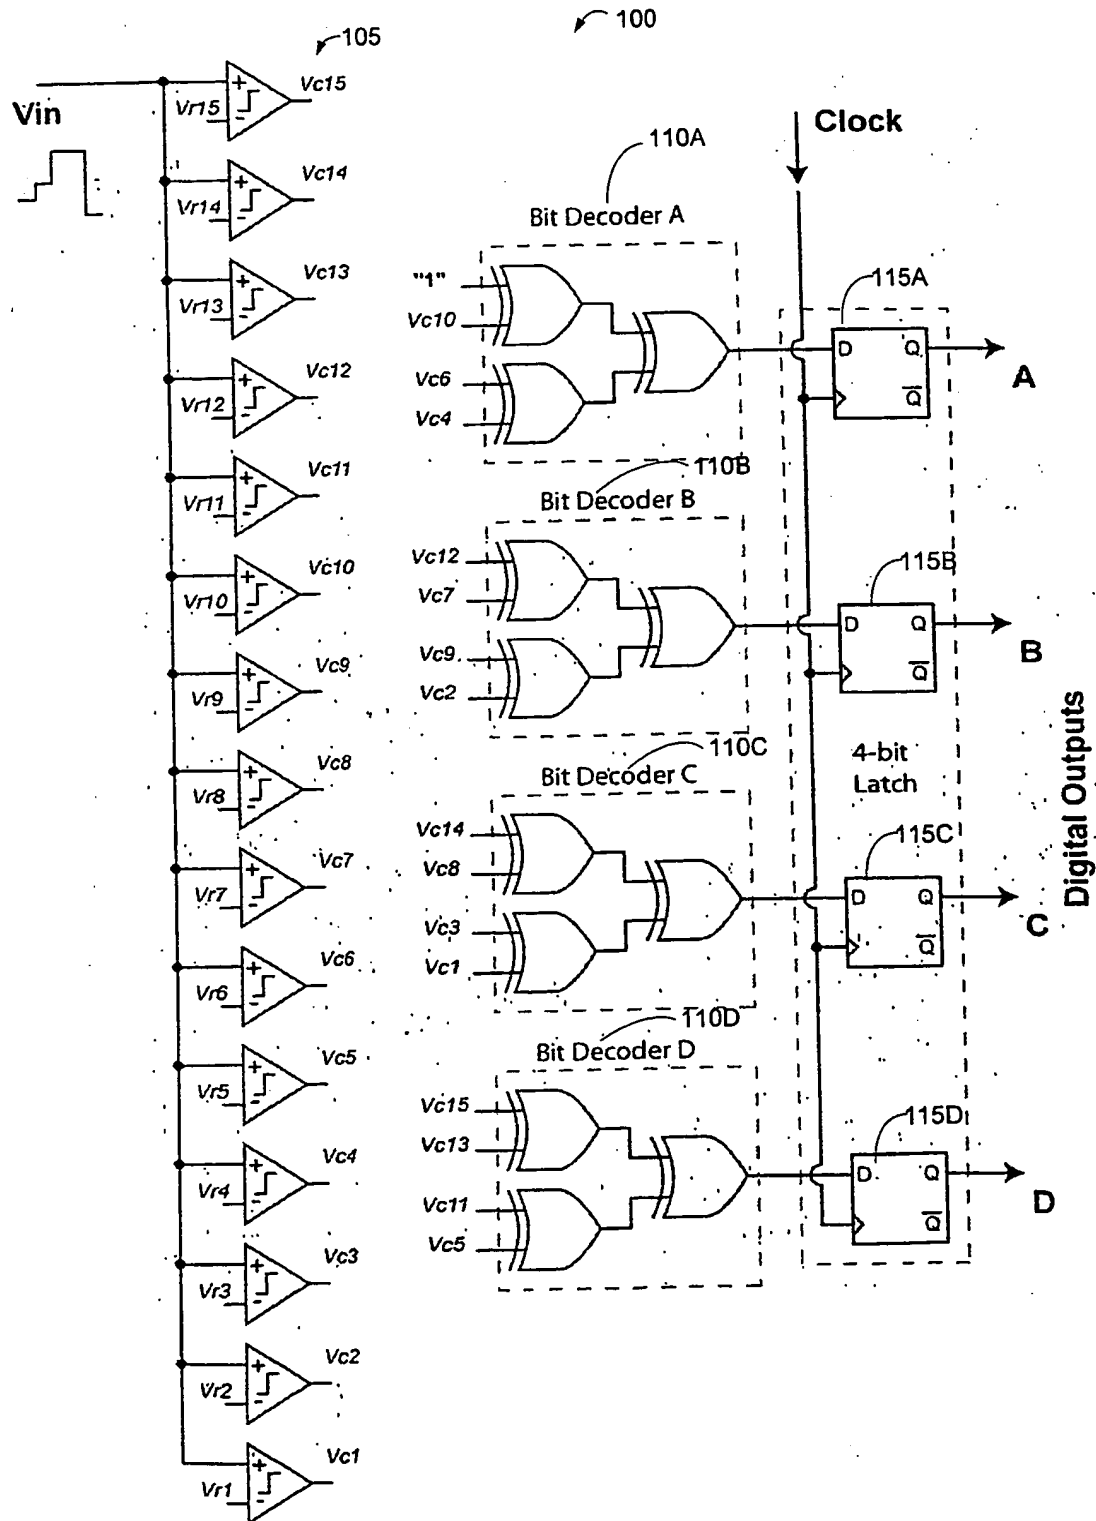 100
105
Vin
Vr15
+
-
Vc15
Vr14
+
-
Vc14
Vr13
+
-
Vc13
Vr12
+
-
Vc12
Vr11
+
-
Vc11
Vr10
+
-
Vc10
Vr9
+
-
Vc9
Vr8
+
-
Vc8
Vr7
+
-
Vc7
Vr6
+
-
Vc6
Vr5
+
-
Vc5
Vr4
+
-
Vc4
Vr3
+
-
Vc3
Vr2
+
-
Vc2
Vr1
+
-
Vc1
110A
Bit Decoder A
"1"
Vc10
Vc6
Vc4
110B
Bit Decoder B
Vc12
Vc7
Vc9
Vc2
110C
Bit Decoder C
Vc14
Vc8
Vc3
Vc1
110D
Bit Decoder D
Vc15
Vc13
Vc11
Vc5
Clock
115A
D Q
Q̅
A
115B
D Q
Q̅
B
4-bit
Latch
115C
D Q
Q̅
C
115D
D Q
Q̅
D
Digital Outputs